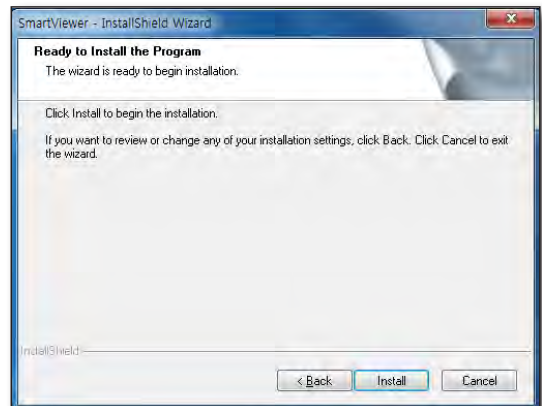 SmartViewer - InstallShield Wizard
Ready to Install the Program
The wizard is ready to begin installation.
Click Install to begin the installation.
If you want to review or change any of your installation settings, click Back. Click Cancel to exit
the wizard.
InstallShield
< Back
Install
Cancel